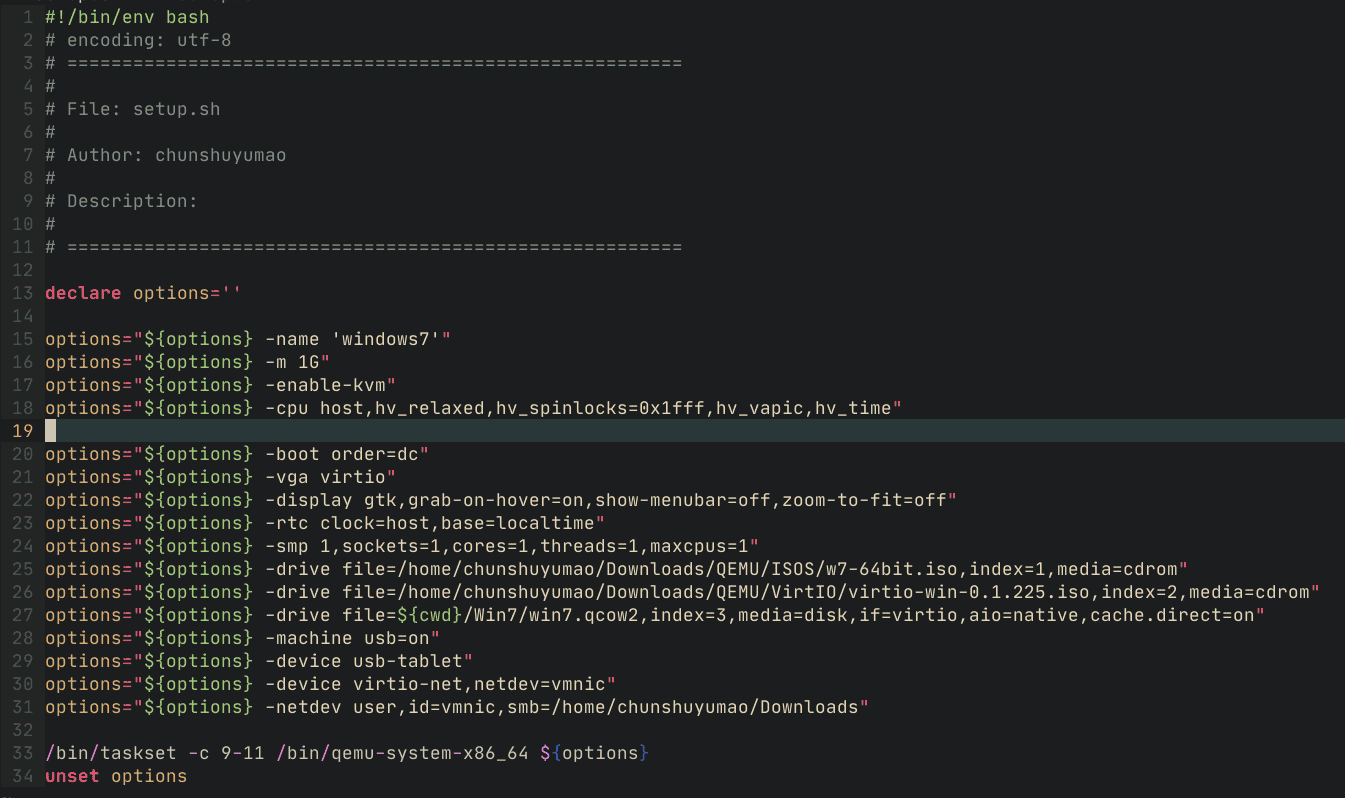 1 #!/bin/env bash
2 # encoding: utf-8
3 # ========================================================
4 #
5 # File: setup.sh
6 #
7 # Author: chunshuyumao
8 #
9 # Description:
10 #
11 # ========================================================
12
13 declare options=''
14
15 options="${options} -name 'windows7'"
16 options="${options} -m 1G"
17 options="${options} -enable-kvm"
18 options="${options} -cpu host,hv_relaxed,hv_spinlocks=0x1fff,hv_vapic,hv_time"
19
20 options="${options} -boot order=dc"
21 options="${options} -vga virtio"
22 options="${options} -display gtk,grab-on-hover=on,show-menubar=off,zoom-to-fit=off"
23 options="${options} -rtc clock=host,base=localtime"
24 options="${options} -smp 1,sockets=1,cores=1,threads=1,maxcpus=1"
25 options="${options} -drive file=/home/chunshuyumao/Downloads/QEMU/ISOS/w7-64bit.iso,index=1,media=cdrom"
26 options="${options} -drive file=/home/chunshuyumao/Downloads/QEMU/VirtIO/virtio-win-0.1.225.iso,index=2,media=cdrom"
27 options="${options} -drive file=${cwd}/Win7/win7.qcow2,index=3,media=disk,if=virtio,aio=native,cache.direct=on"
28 options="${options} -machine usb=on"
29 options="${options} -device usb-tablet"
30 options="${options} -device virtio-net,netdev=vmnic"
31 options="${options} -netdev user,id=vmnic,smb=/home/chunshuyumao/Downloads"
32
33 /bin/taskset -c 9-11 /bin/qemu-system-x86_64 ${options}
34 unset options